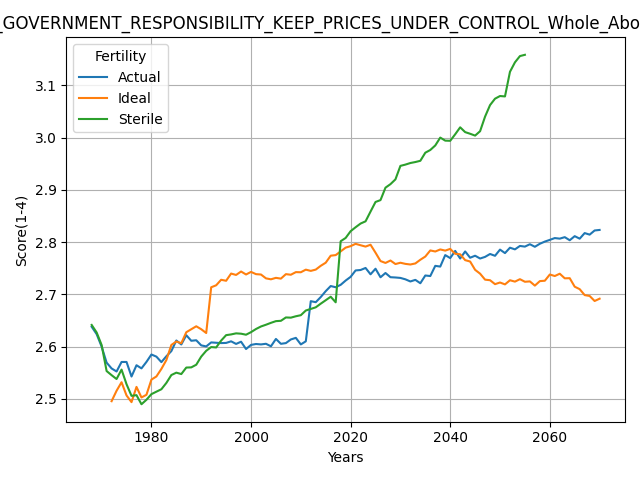 _GOVERNMENT_RESPONSIBILITY_KEEP_PRICES_UNDER_CONTROL_Whole_Abo
Fertility
Actual
Ideal
Sterile
3.1
3.0
2.9
2.8
2.7
2.6
2.5
Score(1-4)
1980 2000 2020 2040 2060
Years